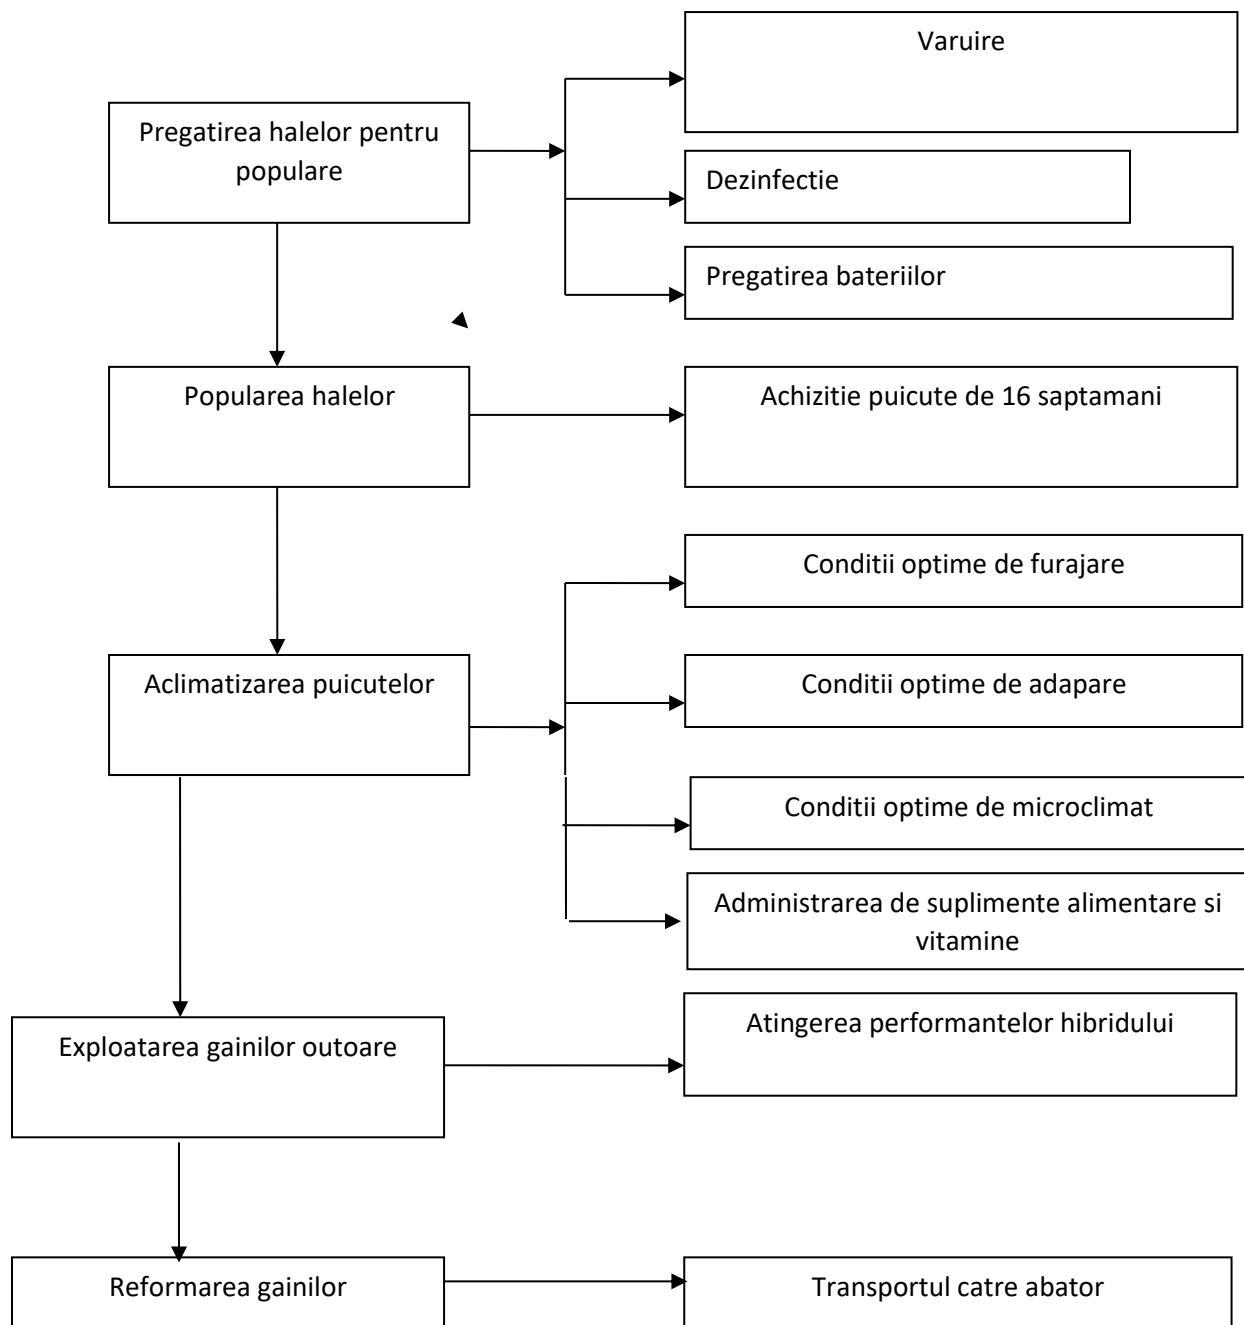 Varuire
Pregatirea halelor pentru
populare
Dezinfectie
Pregatirea bateriilor
Popularea halelor
Achizitie puicute de 16 saptamani
Conditii optime de furajare
Aclimatizarea puicutelor
Conditii optime de adapare
Conditii optime de microclimat
Administrarea de suplimente alimentare si
vitamine
Exploatarea gainilor outoare
Atingerea performantelor hibridului
Reformarea gainilor
Transportul catre abator